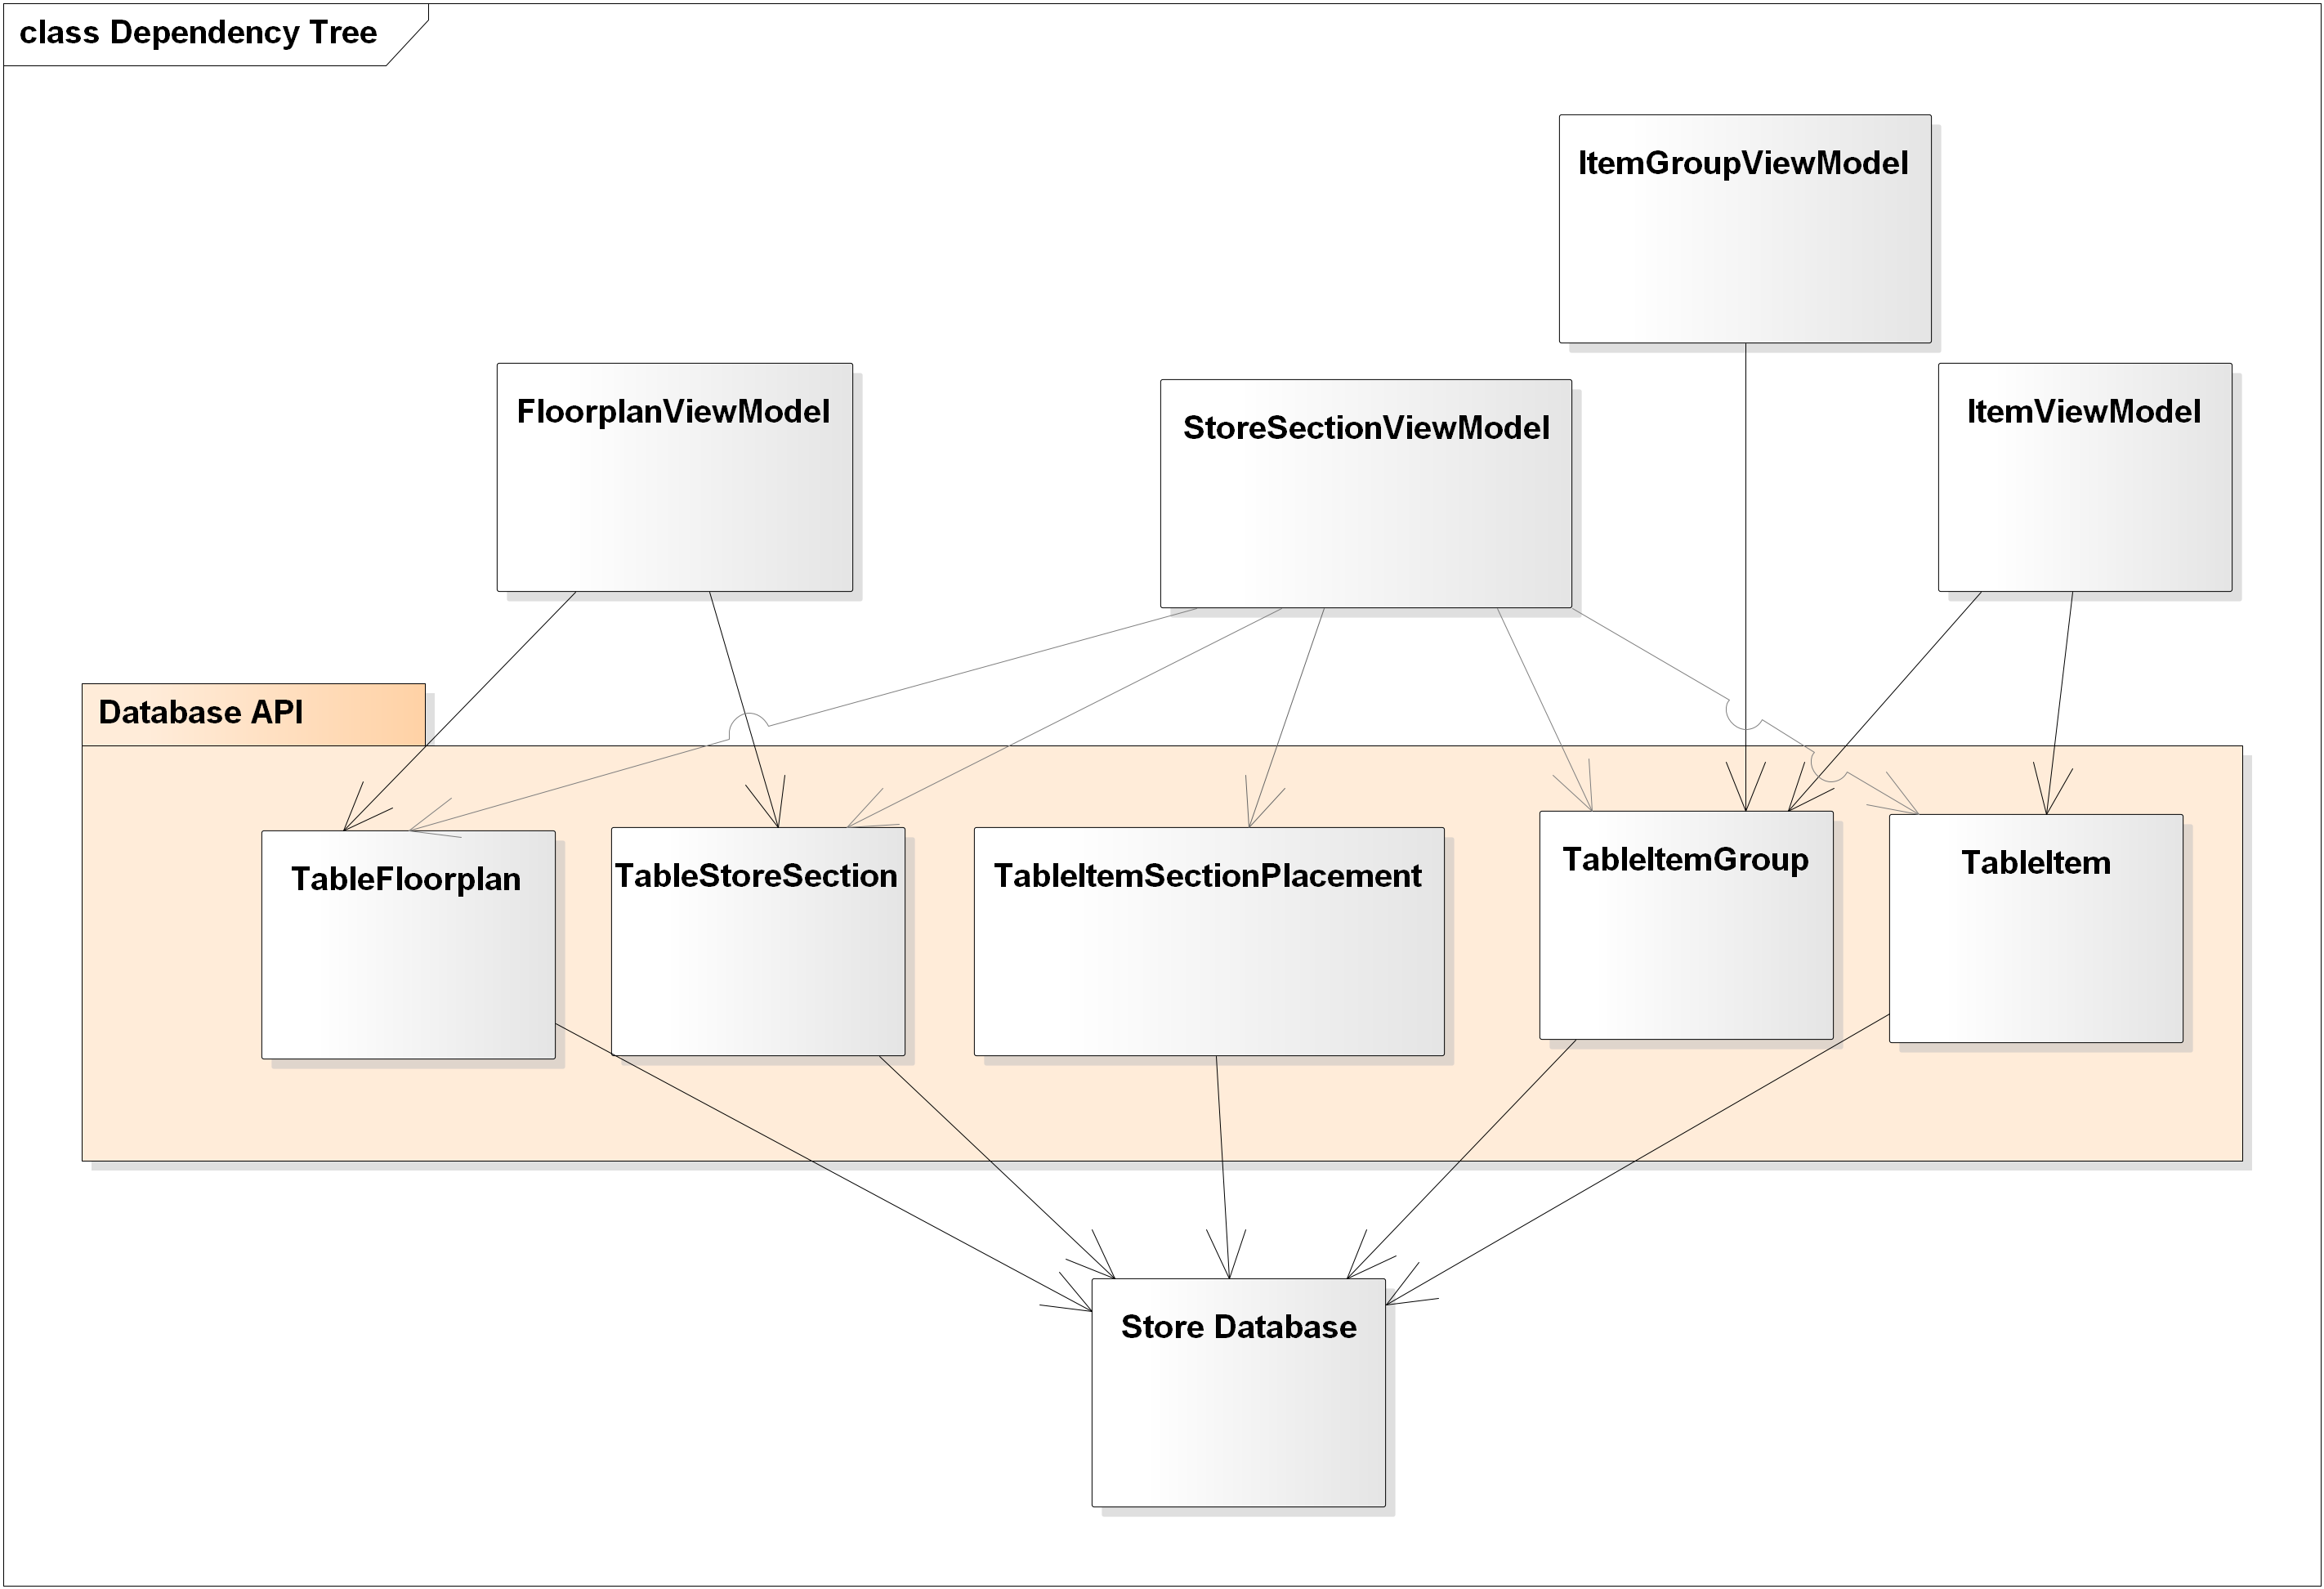 class Dependency Tree
ItemGroupViewModel
FloorplanViewModel
StoreSectionViewModel
ItemViewModel
Database API
TableFloorplan
TableStoreSection
TableItemSectionPlacement
TableItemGroup
TableItem
Store Database